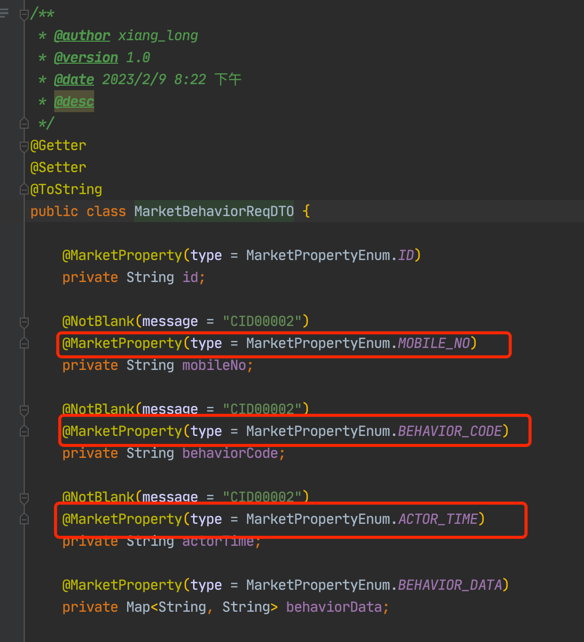 /**
* @author xiang_long
* @version 1.0
* @date 2023/2/9 8:22 下午
* @desc
*/
@Getter
@Setter
@ToString
public class MarketBehaviorReqDTO {
@MarketProperty(type = MarketPropertyEnum.ID)
private String id;
@NotBlank(message = "CID00002")
@MarketProperty(type = MarketPropertyEnum.MOBILE_NO)
private String mobileNo;
@NotBlank(message = "CID00002")
@MarketProperty(type = MarketPropertyEnum.BEHAVIOR_CODE)
private String behaviorCode;
@NotBlank(message = "CID00002")
@MarketProperty(type = MarketPropertyEnum.ACTOR_TIME)
private String actorTime;
@MarketProperty(type = MarketPropertyEnum.BEHAVIOR_DATA)
private Map<String, String> behaviorData;